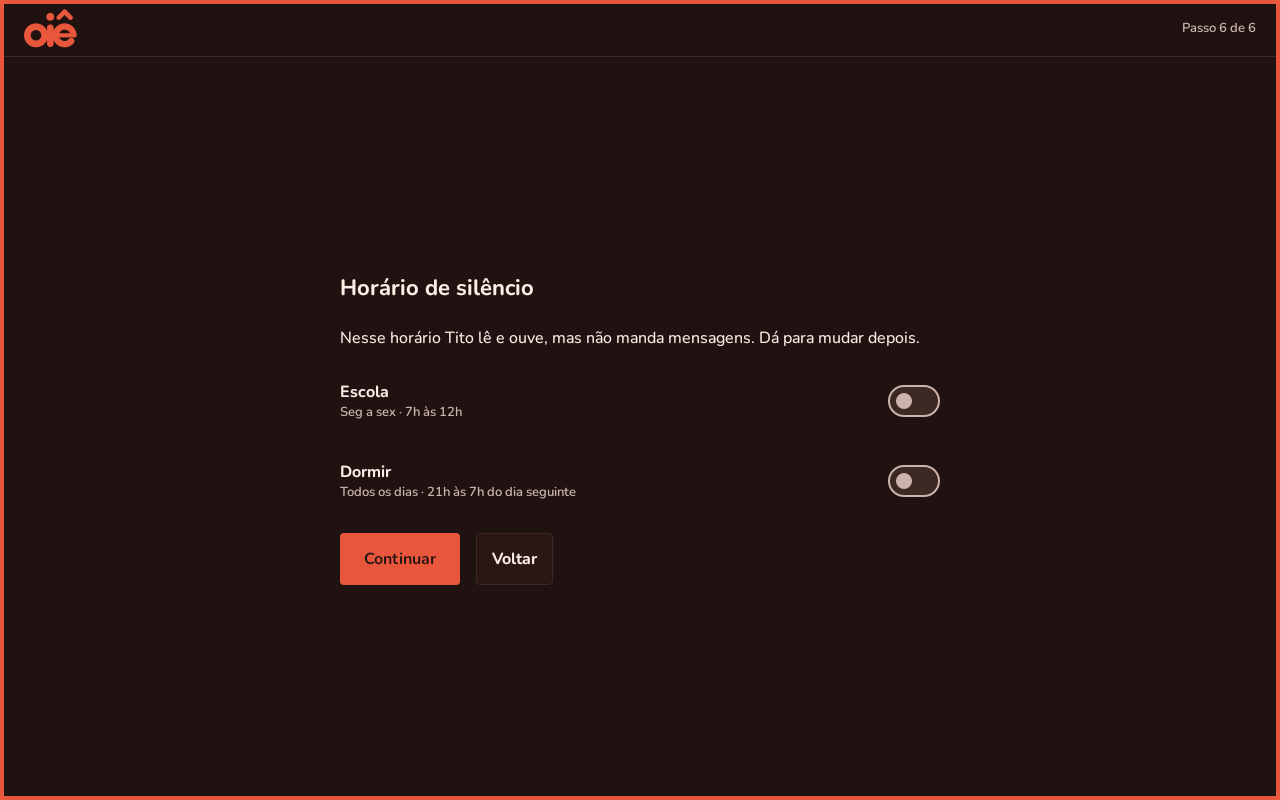 oiê
Passo 6 de 6
Horário de silêncio
Nesse horário Tito lê e ouve, mas não manda mensagens. Dá para mudar depois.
Escola
Seg a sex · 7h às 12h
Dormir
Todos os dias · 21h às 7h do dia seguinte
Continuar
Voltar